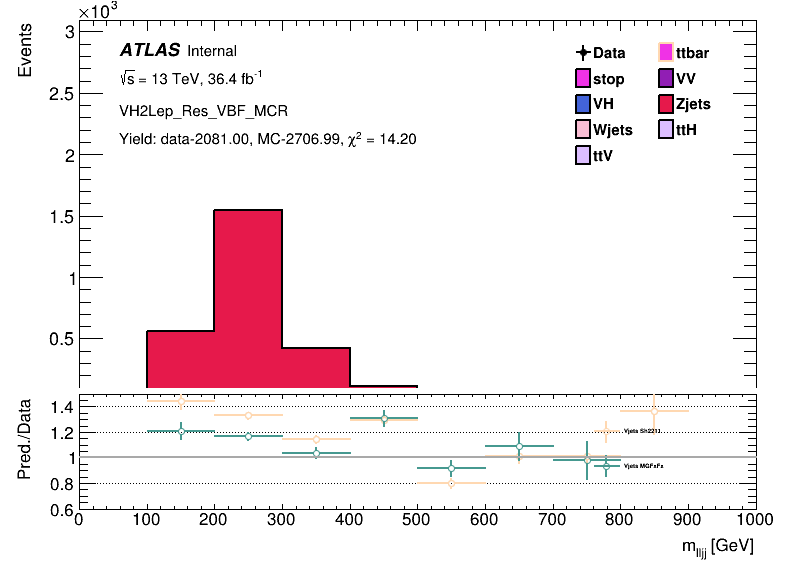 ×10³
Events
3
2.5
2
1.5
1
0.5
ATLAS Internal
√s = 13 TeV, 36.4 fb⁻¹
VH2Lep_Res_VBF_MCR
Yield: data-2081.00, MC-2706.99, χ² = 14.20
Data
ttbar
stop
VV
VH
Zjets
Wjets
ttH
ttV
Pred./Data
1.4
1.2
1
0.8
0.6
Vjets Sh2211
Vjets MGFxFx
0 100 200 300 400 500 600 700 800 900 1000
m_lljj [GeV]